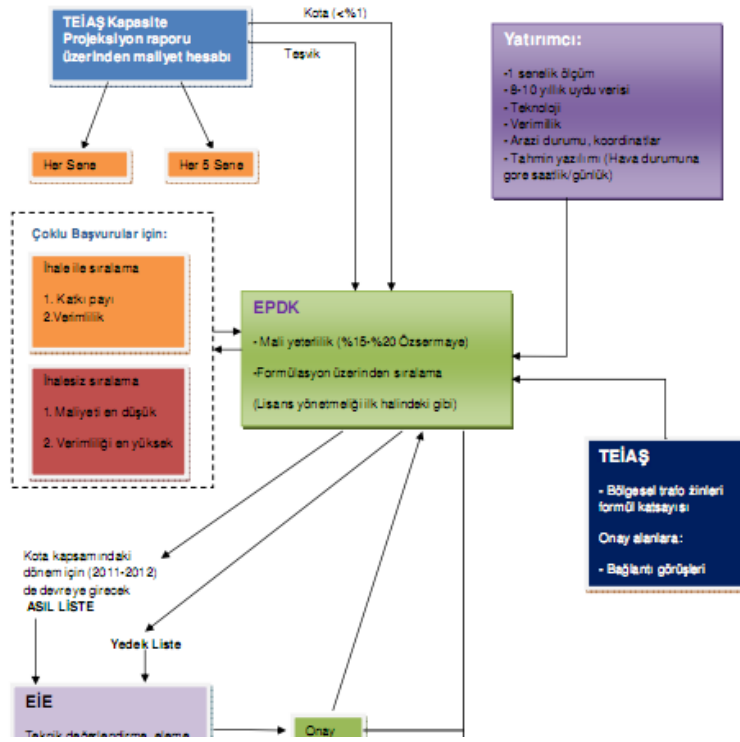 TEİAŞ Kapasite
Projeksiyon raporu
üzerinden maliyet hesabı
Kota (<%1)
Teşvik
Her Sene
Her 5 Sene
Yatırımcı:
-1 senelik ölçüm
- 8-10 yıllık uydu verisi
- Teknoloji
- Verimlilik
- Arazi durumu, koordinatlar
- Tahmin yazılımı (Hava durumuna
gore saatlik/günlük)
Çoklu Başvurular için:
İhale ile sıralama
1. Katkı payı
2.Verimlilik
İhalesiz sıralama
1. Maliyeti en düşük
2. Verimliliği en yüksek
EPDK
- Mali yeterlilik (%15-%20 Özsermaye)
-Formülasyon üzerinden sıralama
(Lisans yönetmeliği ilk halindeki gibi)
TEİAŞ
- Bölgesel trafo izinleri
formül katsayısı
Onay alanlara:
- Bağlantı görüşleri
Kota kapsamındaki
dönem için (2011-2012)
de devreye girecek
ASIL LİSTE
Yedek Liste
EİE
Teknik değerlendirme, eleme
Onay